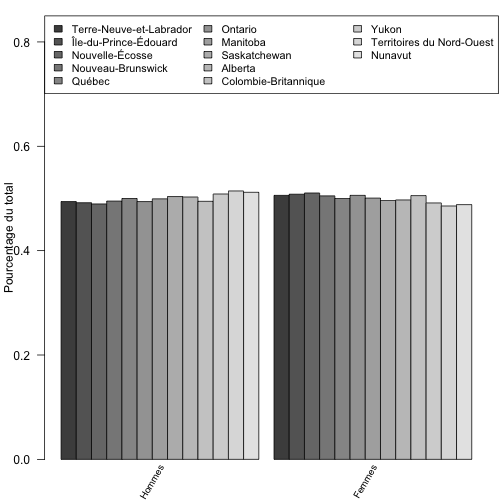 0.8
0.6
0.4
0.2
0.0
Pourcentage du total
Terre-Neuve-et-Labrador
Île-du-Prince-Édouard
Nouvelle-Écosse
Nouveau-Brunswick
Québec
Ontario
Manitoba
Saskatchewan
Alberta
Colombie-Britannique
Yukon
Territoires du Nord-Ouest
Nunavut
Hommes
Femmes